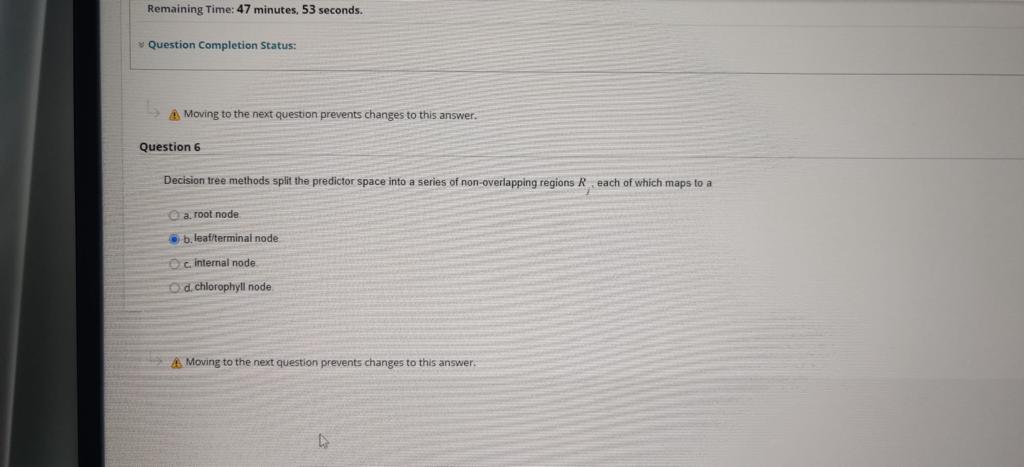 Remaining Time: 47 minutes, 53 seconds.
Question Completion Status:
Moving to the next question prevents changes to this answer.
Question 6
Decision tree methods split the predictor space into a series of non-overlapping regions R j , each of which maps to a
a. root node
b. leaf/terminal node
c. internal node
d. chlorophyll node
Moving to the next question prevents changes to this answer.